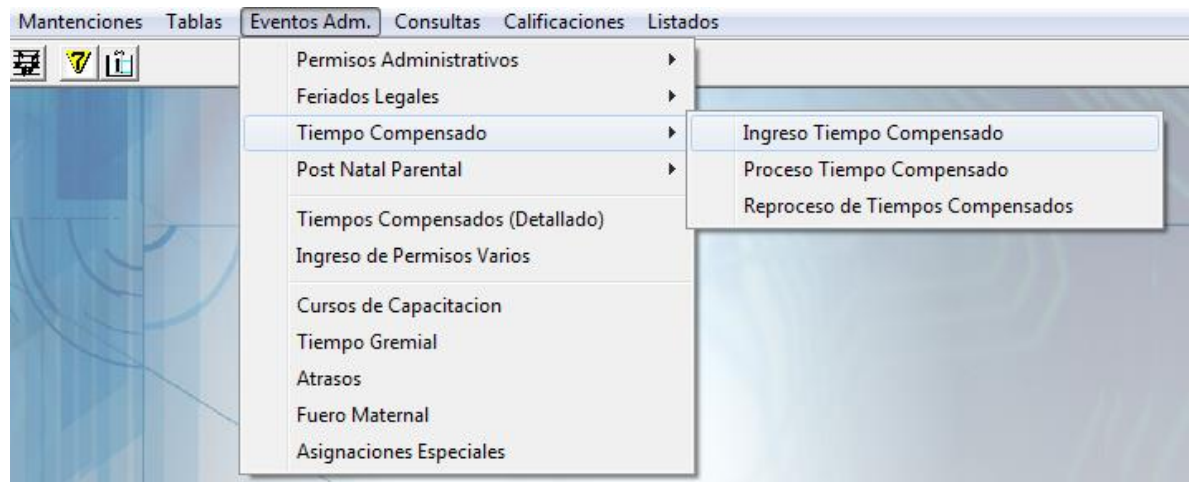 Mantenciones Tablas Eventos Adm. Consultas Calificaciones Listados
Permisos Administrativos
Feriados Legales
Tiempo Compensado
Post Natal Parental
Tiempos Compensados (Detallado)
Ingreso de Permisos Varios
Cursos de Capacitacion
Tiempo Gremial
Atrasos
Fuero Maternal
Asignaciones Especiales
Ingreso Tiempo Compensado
Proceso Tiempo Compensado
Reproceso de Tiempos Compensados